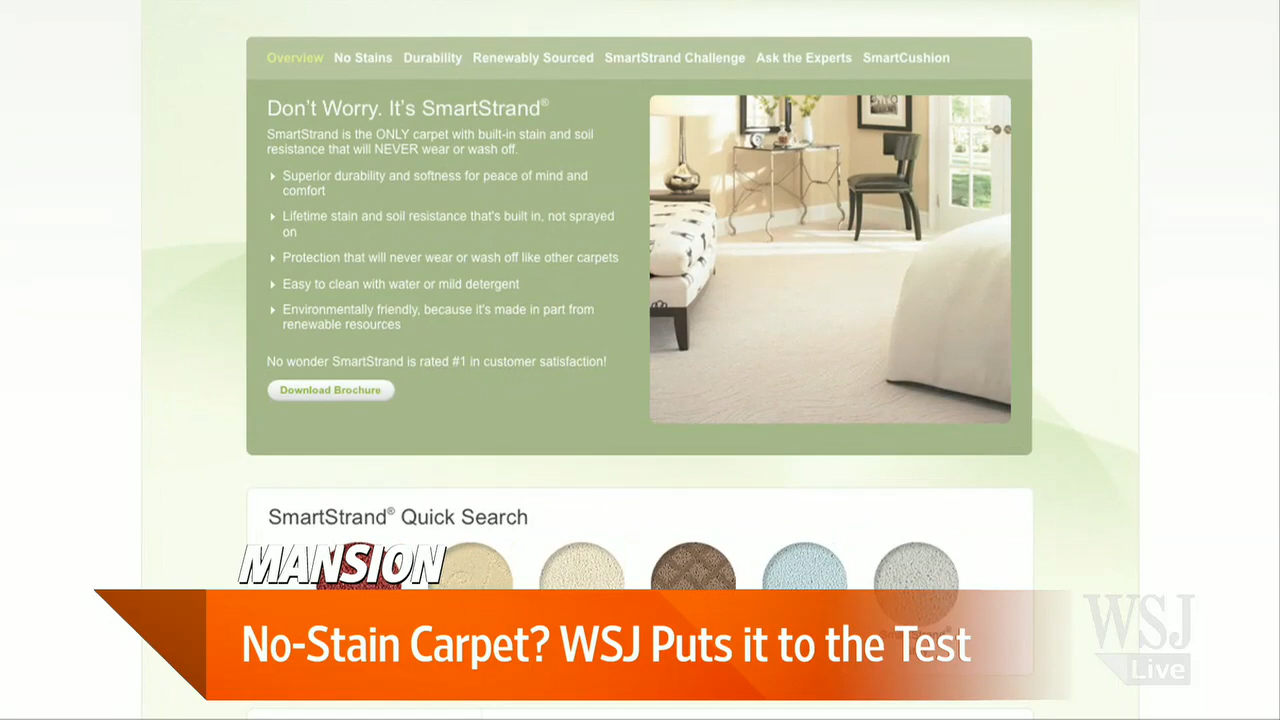 Overview No Stains Durability Renewably Sourced SmartStrand Challenge Ask the Experts SmartCushion
Don't Worry. It's SmartStrand®
SmartStrand is the ONLY carpet with built-in stain and soil
resistance that will NEVER wear or wash off.
Superior durability and softness for peace of mind and
comfort
Lifetime stain and soil resistance that's built in, not sprayed
on
Protection that will never wear or wash off like other carpets
Easy to clean with water or mild detergent
Environmentally friendly, because it's made in part from
renewable resources
No wonder SmartStrand is rated #1 in customer satisfaction!
Download Brochure
SmartStrand® Quick Search
MANSION
No-Stain Carpet? WSJ Puts it to the Test
WSJ
Live